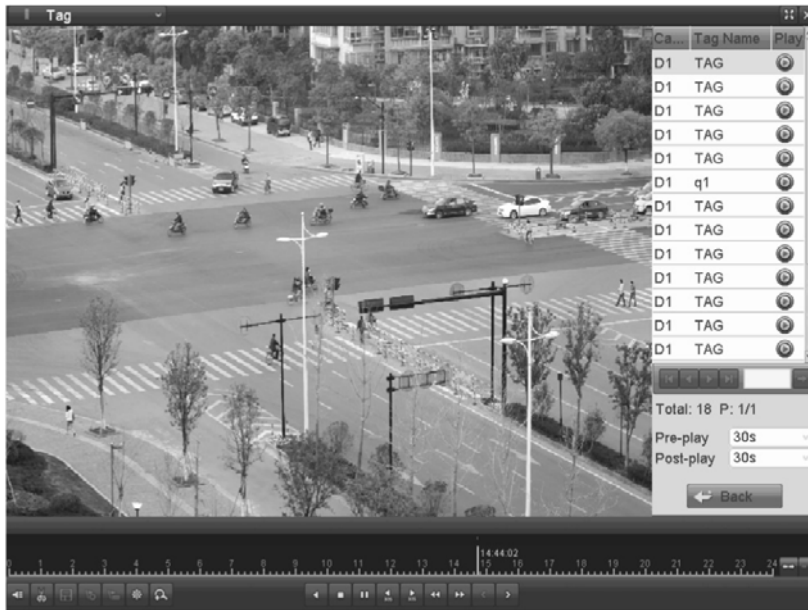 Tag
Ca... Tag Name Play
D1 TAG
D1 TAG
D1 TAG
D1 TAG
D1 TAG
D1 q1
D1 TAG
D1 TAG
D1 TAG
D1 TAG
D1 TAG
D1 TAG
D1 TAG
Total: 18 P: 1/1
Pre-play 30s
Post-play 30s
Back
14:44:02
0 1 2 3 4 5 6 7 8 9 10 11 12 13 14 15 16 17 18 19 20 21 22 23 24